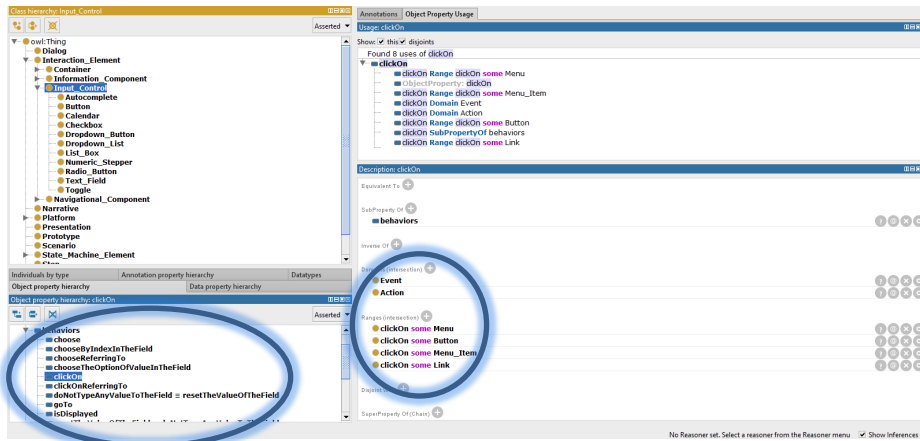 Class hierarchy: Input_Control
Asserted
owl:Thing
Dialog
Interaction_Element
Container
Information_Component
Input_Control
Autocomplete
Button
Calendar
Checkbox
Dropdown_Button
Dropdown_List
List_Box
Numeric_Stepper
Radio_Button
Text_Field
Toggle
Navigational_Component
Narrative
Platform
Presentation
Prototype
Scenario
State_Machine_Element
Individuals by type Annotation property hierarchy Datatypes
Object property hierarchy Data property hierarchy
Object property hierarchy: clickOn
Asserted
behaviors
choose
chooseByIndexInTheField
chooseReferringTo
chooseTheOptionOfValueInTheField
clickOn
clickOnReferringTo
doNotTypeAnyValueToTheField ≡ resetTheValueOfTheField
goTo
isDisplayed
Annotations Object Property Usage
Usage: clickOn
Show: this disjoints
Found 8 uses of clickOn
clickOn
clickOn Range clickOn some Menu
ObjectProperty: clickOn
clickOn Range clickOn some Menu_Item
clickOn Domain Event
clickOn Domain Action
clickOn Range clickOn some Button
clickOn SubPropertyOf behaviors
clickOn Range clickOn some Link
Description: clickOn
Equivalent To
SubProperty Of
behaviors
Inverse Of
(intersection)
Event
Action
Ranges (intersection)
clickOn some Menu
clickOn some Button
clickOn some Menu_Item
clickOn some Link
Disjoint
SuperProperty Of (Chain)
No Reasoner set. Select a reasoner from the Reasoner menu Show Inferences